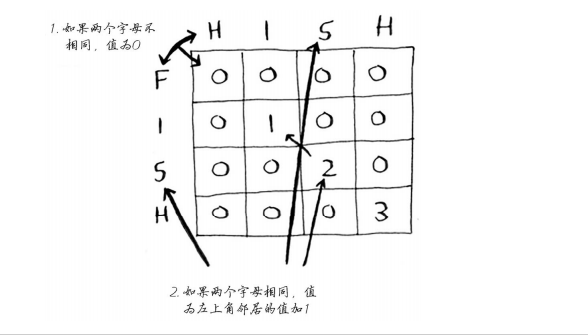 1. 如果两个字母不
相同，值为0
H I S H
F 0 0 0 0
I 0 1 0 0
S 0 0 2 0
H 0 0 0 3
2. 如果两个字母相同，值
为左上角邻居的值加1